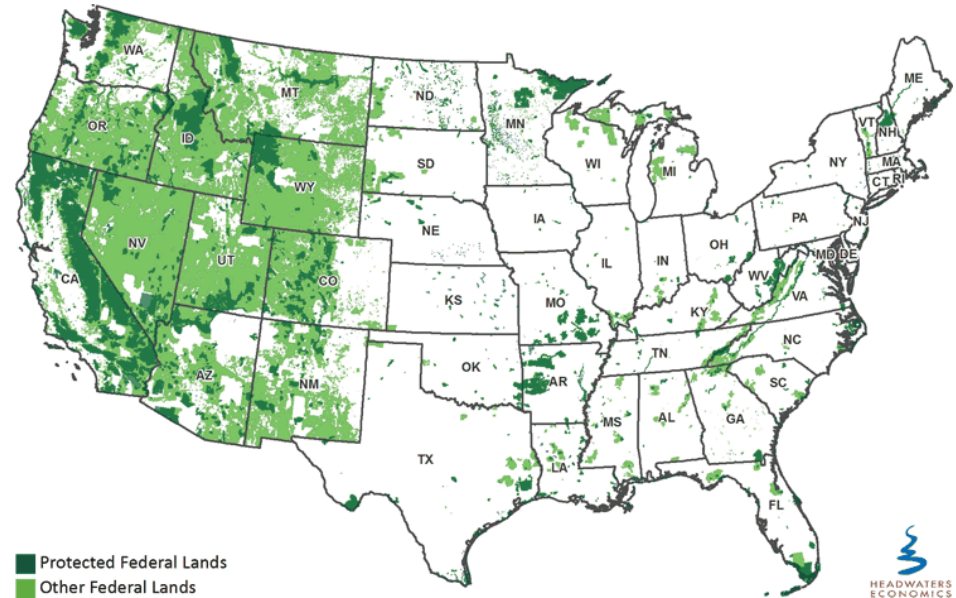 WA
MT
ND
MN
ME
VT
NH
OR
ID
SD
WI
MI
NY
MA
CT
RI
WY
NE
IA
PA
NJ
NV
UT
CO
IL
IN
OH
MD
DE
WV
VA
CA
KS
MO
KY
AZ
NM
OK
AR
TN
NC
SC
TX
LA
MS
AL
GA
FL
Protected Federal Lands
Other Federal Lands
HEADWATERS
ECONOMICS